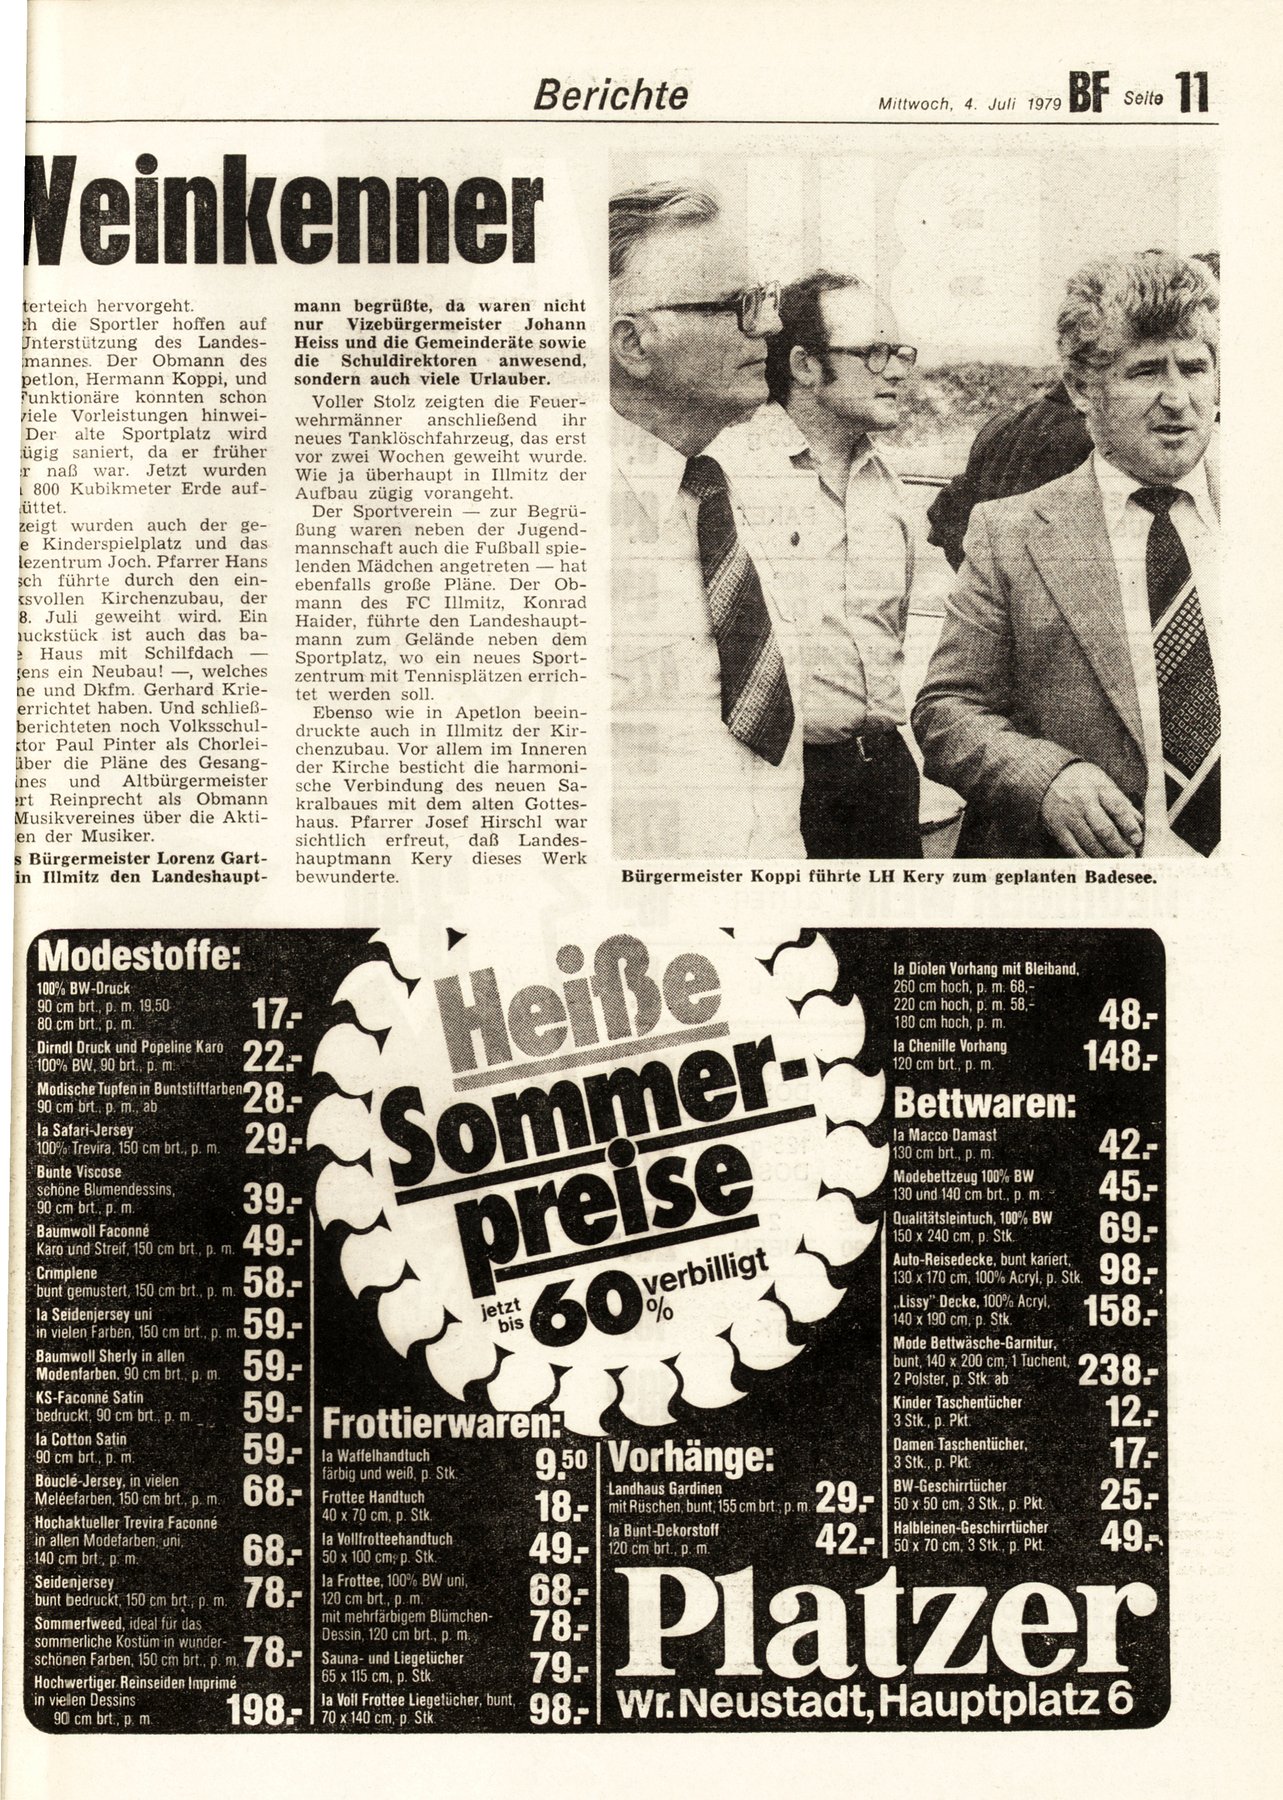 Berichte
Mittwoch, 4. Juli 1979 BF Seite 11
Weinkenner
terteich hervorgeht.
die Sportler hoffen auf
Unterstützung des Landes-
mannes. Der Obmann des
petlon, Hermann Koppi, und
Funktionäre konnten schon
viele Vorleistungen hinwei-
Der alte Sportplatz wird
ügig saniert, da er früher
naß war. Jetzt wurden
800 Kubikmeter Erde auf-
üttet.
zeigt wurden auch der ge-
e Kinderspielplatz und das
ezentrum Joch. Pfarrer Hans
ch führte durch den ein-
ksvollen Kirchenzubau, der
8. Juli geweiht wird. Ein
uckstück ist auch das ba-
Haus mit Schilfdach —
gens ein Neubau! —, welches
ne und Dkfm. Gerhard Krie-
errichtet haben. Und schließ-
berichteten noch Volksschul-
tor Paul Pinter als Chorlei-
über die Pläne des Gesang-
ines und Altbürgermeister
rt Reinprecht als Obmann
Musikvereines über die Akti-
en der Musiker.
s Bürgermeister Lorenz Gart-
in Illmitz den Landeshaupt-
mann begrüßte, da waren nicht
nur Vizebürgermeister Johann
Heiss und die Gemeinderäte sowie
die Schuldirektoren anwesend,
sondern auch viele Urlauber.
Voller Stolz zeigten die Feuer-
wehrmänner anschließend ihr
neues Tanklöschfahrzeug, das erst
vor zwei Wochen geweiht wurde.
Wie ja überhaupt in Illmitz der
Aufbau zügig vorangeht.
Der Sportverein — zur Begrü-
ßung waren neben der Jugend-
mannschaft auch die Fußball spie-
lenden Mädchen angetreten — hat
ebenfalls große Pläne. Der Ob-
mann des FC Illmitz, Konrad
Haider, führte den Landeshaupt-
mann zum Gelände neben dem
Sportplatz, wo ein neues Sport-
zentrum mit Tennisplätzen errich-
tet werden soll.
Ebenso wie in Apetlon beein-
druckte auch in Illmitz der Kir-
chenzubau. Vor allem im Inneren
der Kirche besticht die harmoni-
sche Verbindung des neuen Sa-
kralbaues mit dem alten Gottes-
haus. Pfarrer Josef Hirschl war
sichtlich erfreut, daß Landes-
hauptmann Kery dieses Werk
bewunderte.
Bürgermeister Koppi führte LH Kery zum geplanten Badesee.
Modestoffe:
100% BW-Druck
90 cm brt., p. m. 19,50
80 cm brt., p. m. 17.-
Dirndl Druck und Popeline Karo
100% BW, 90 brt., p. m. 22.-
Modische Tupfen in Buntstiftfarben
90 cm brt., p. m., ab 28.-
Ia Safari-Jersey
100% Trevira, 150 cm brt., p. m. 29.-
Bunte Viscose
schöne Blumendessins,
90 cm brt., p. m. 39.-
Baumwoll Faconné
Karo und Streif, 150 cm brt., p. m. 49.-
Crimplene
bunt gemustert, 150 cm brt., p. m. 58.-
Ia Seidenjersey uni
in vielen Farben, 150 cm brt., p. m. 59.-
Baumwoll Sherly in allen
Modenfarben, 90 cm brt., p. m. 59.-
KS-Faconné Satin
bedruckt, 90 cm brt., p. m. 59.-
Ia Cotton Satin
90 cm brt., p. m. 59.-
Bouclé-Jersey, in vielen
Meléefarben, 150 cm brt., p. m. 68.-
Hochaktueller Trevira Faconné
in allen Modefarben, uni,
140 cm brt., p. m. 68.-
Seidenjersey
bunt bedruckt, 150 cm brt., p. m. 78.-
Sommertweed, ideal für das
sommerliche Kostüm in wunder-
schönen Farben, 150 cm brt., p. m. 78.-
Hochwertiger Reinseiden Imprimé
in vielen Dessins
90 cm brt., p. m. 198.-
Heiße
Sommer-
preise
jetzt bis 60% verbilligt
Frottierwaren:
Ia Waffelhandtuch
färbig und weiß, p. Stk. 9.50
Frottee Handtuch
40 x 70 cm, p. Stk. 18.-
Ia Vollfrotteehandtuch
50 x 100 cm, p. Stk. 49.-
Ia Frottee, 100% BW uni,
120 cm brt., p. m. 68.-
mit mehrfärbigem Blümchen-
Dessin, 120 cm brt., p. m. 78.-
Sauna- und Liegetücher
65 x 115 cm, p. Stk. 79.-
Ia Voll Frottee Liegetücher, bunt,
70 x 140 cm, p. Stk 98.-
Vorhänge:
Landhaus Gardinen
mit Rüschen, bunt, 155 cm brt., p. m. 29.-
Ia Bunt-Dekorstoff
120 cm brt., p. m. 42.-
Ia Diolen Vorhang mit Bleiband,
260 cm hoch, p. m. 68,-
220 cm hoch, p. m. 58,-
180 cm hoch, p. m. 48.-
Ia Chenille Vorhang
120 cm brt., p. m. 148.-
Bettwaren:
Ia Macco Damast
130 cm brt., p. m. 42.-
Modebettzeug 100% BW
130 und 140 cm brt., p. m. 45.-
Qualitätsleintuch, 100% BW
150 x 240 cm, p. Stk. 69.-
Auto-Reisedecke, bunt kariert,
130 x 170 cm, 100% Acryl, p. Stk. 98.-
„Lissy" Decke, 100% Acryl,
140 x 190 cm, p. Stk. 158.-
Mode Bettwäsche-Garnitur,
bunt, 140 x 200 cm, 1 Tuchent,
2 Polster, p. Stk. ab 238.-
Kinder Taschentücher
3 Stk., p. Pkt. 12.-
Damen Taschentücher,
3 Stk., p. Pkt. 17.-
BW-Geschirrtücher
50 x 50 cm, 3 Stk., p. Pkt. 25.-
Halbleinen-Geschirrtücher
50 x 70 cm, 3 Stk., p. Pkt. 49.-
Platzer
Wr. Neustadt, Hauptplatz 6